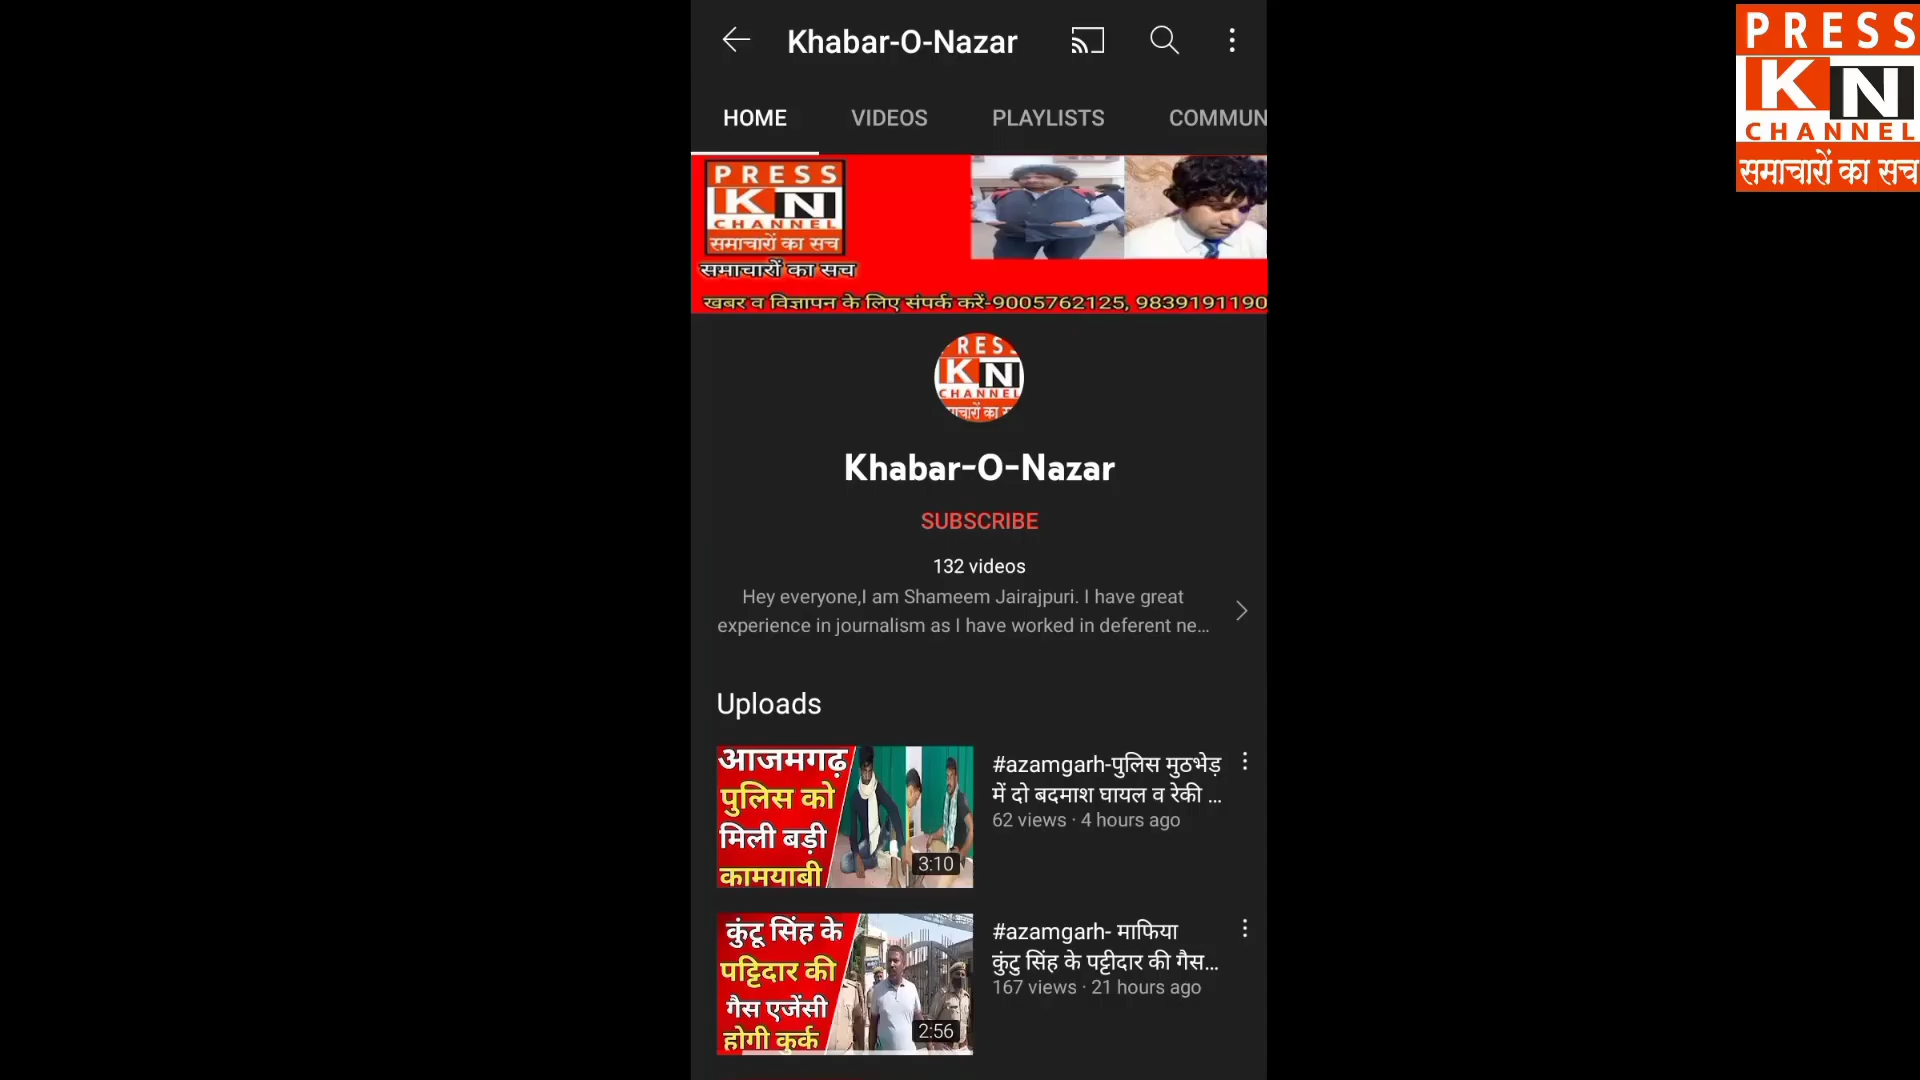 Khabar-O-Nazar
HOME VIDEOS PLAYLISTS COMMUN
PRESS
KN
CHANNEL
समाचारों का सच
PRESS
KN
CHANNEL
समाचारों का सच
समाचारों का सच
खबर व विज्ञापन के लिए संपर्क करें-9005762125, 9839191190
RES
KN
CHANNEL
Khabar-O-Nazar
SUBSCRIBE
132 videos
Hey everyone,I am Shameem Jairajpuri. I have great
experience in journalism as I have worked in deferent ne...
Uploads
आजमगढ़
पुलिस को
मिली बड़ी
कामयाबी
3:10
#azamgarh-पुलिस मुठभेड़
में दो बदमाश घायल व रेकी ...
62 views · 4 hours ago
कुंटू सिंह के
पट्टिदार की
गैस एजेंसी
होगी कुर्क
2:56
#azamgarh- माफिया
कुंटु सिंह के पट्टीदार की गैस...
167 views · 21 hours ago